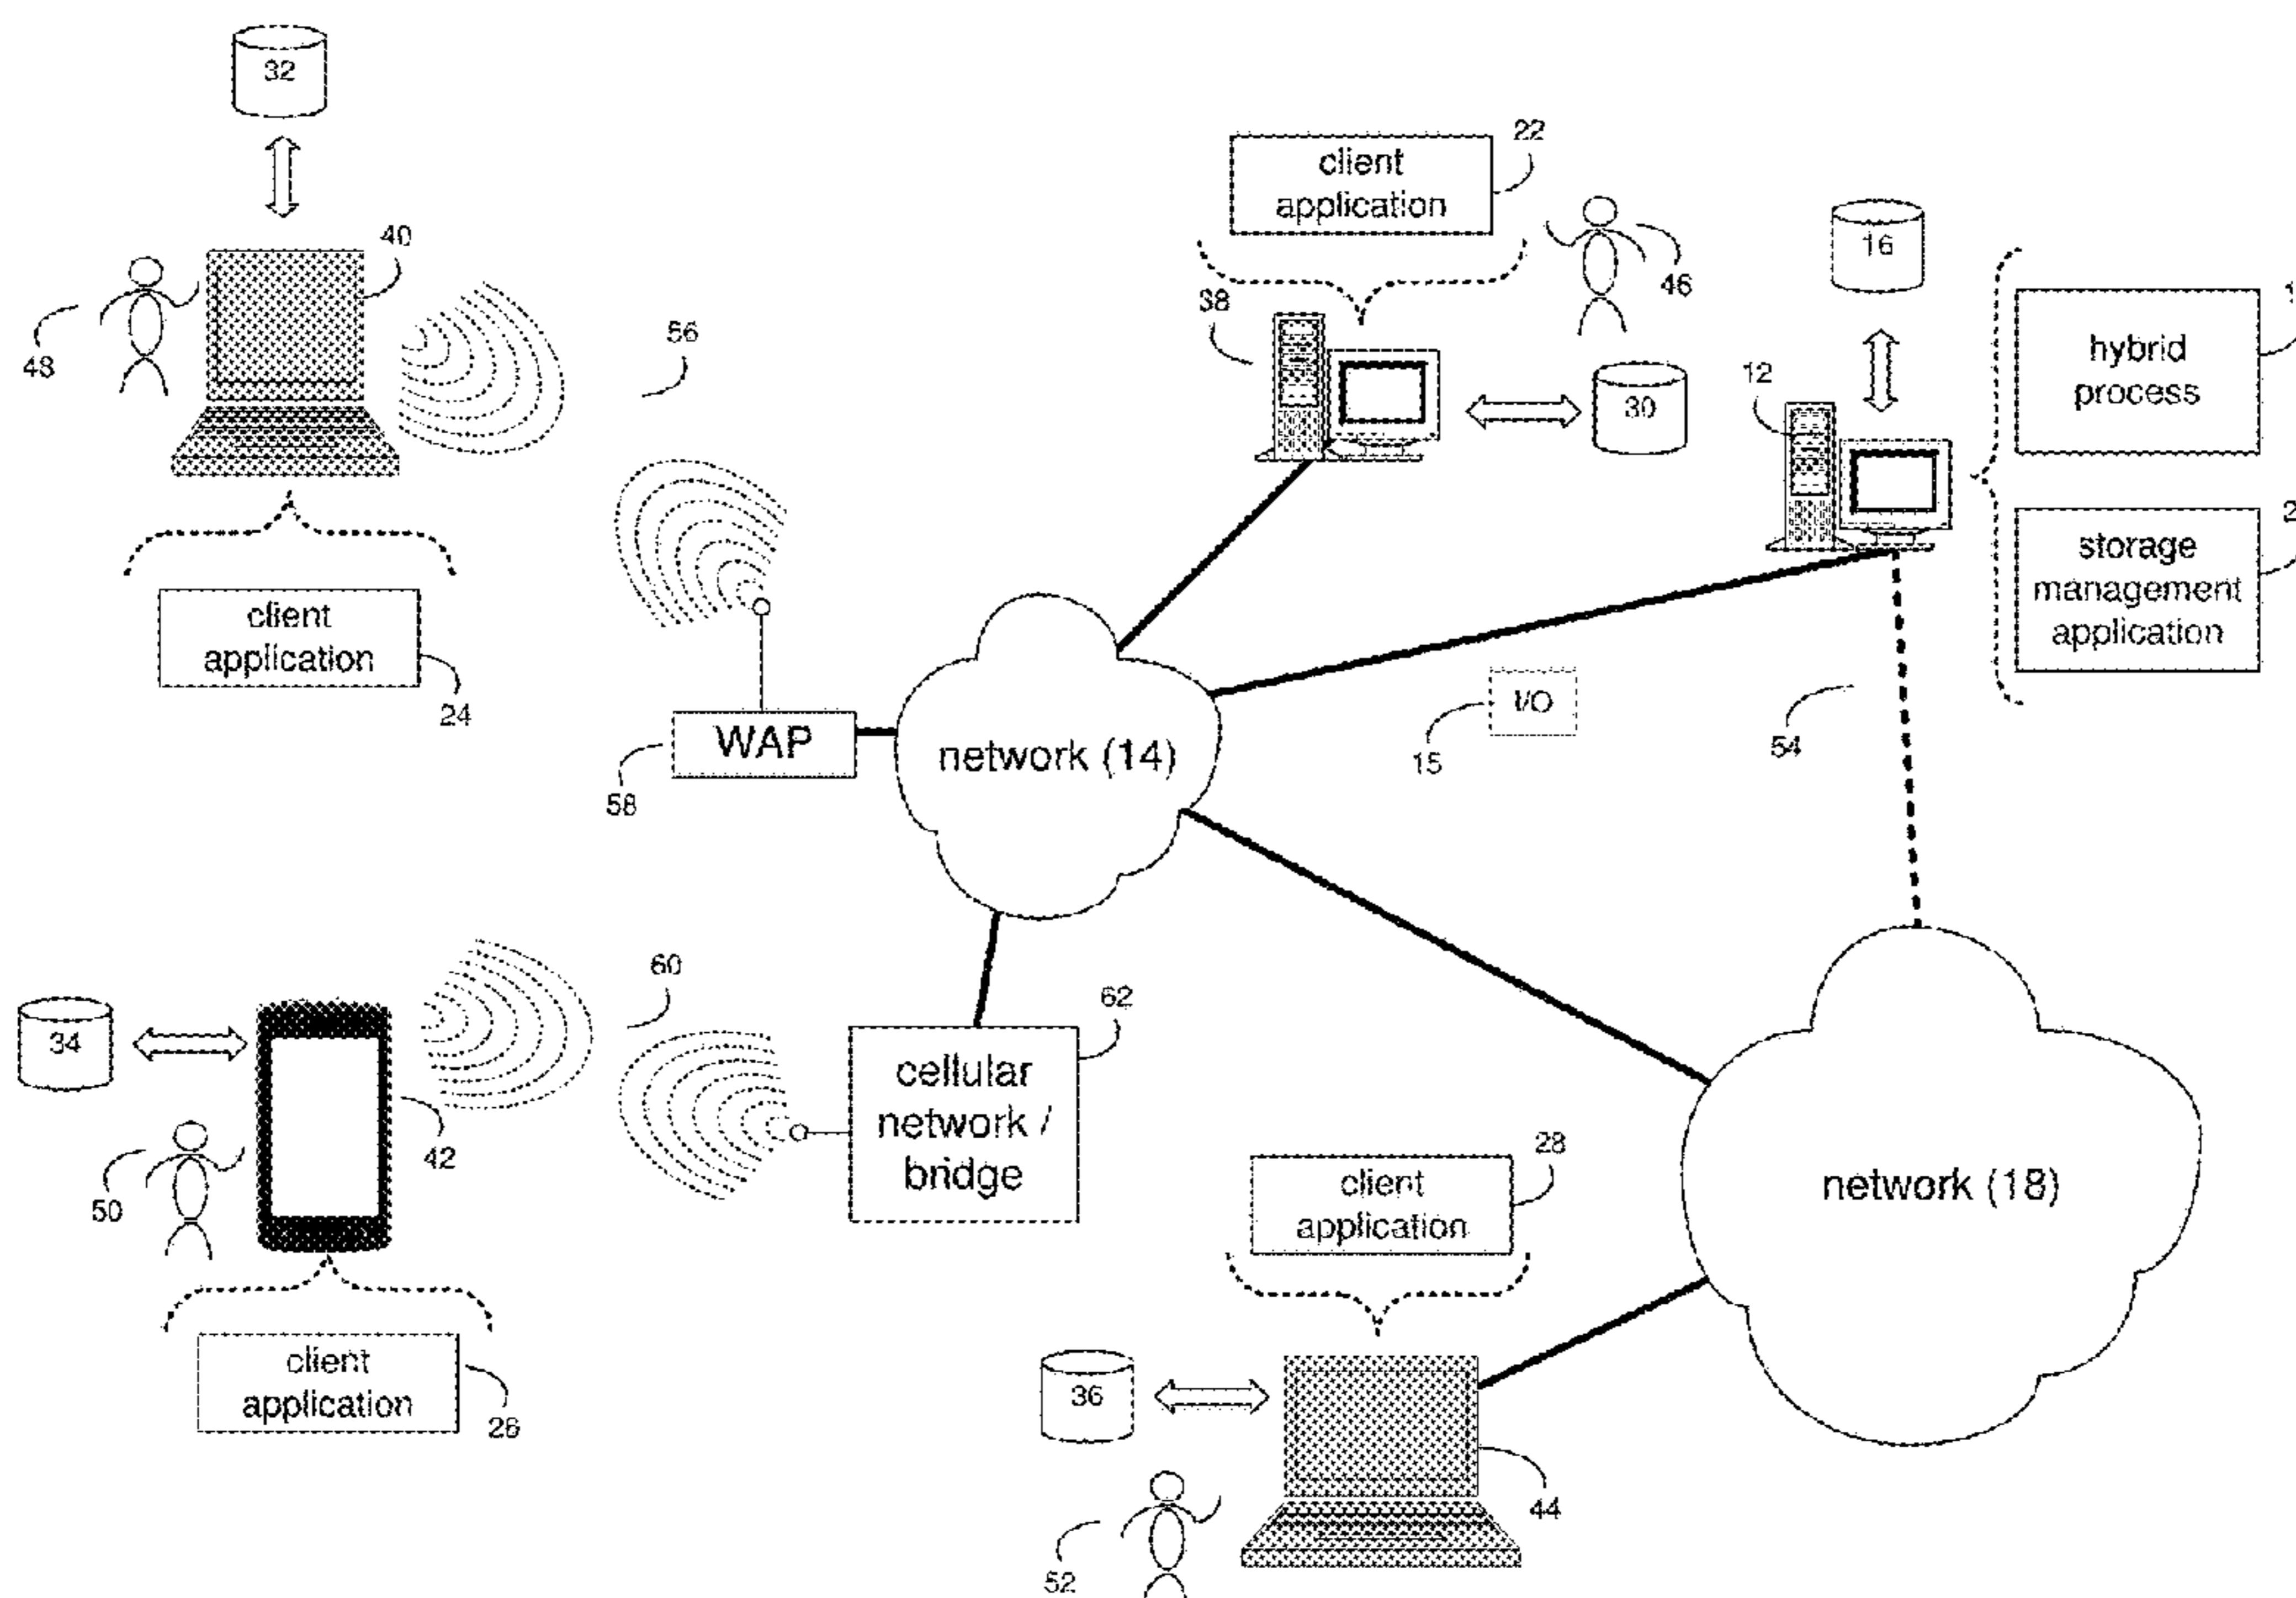 32
22
client
application
40
16
46
38
56
48
hybrid
process
12
30
storage
management
application
client
application
24
I/O
WAP
network (14)
15
54
58
60
62
34
cellular
network /
bridge
42
28
50
client
application
network (18)
client
application
36
26
44
52